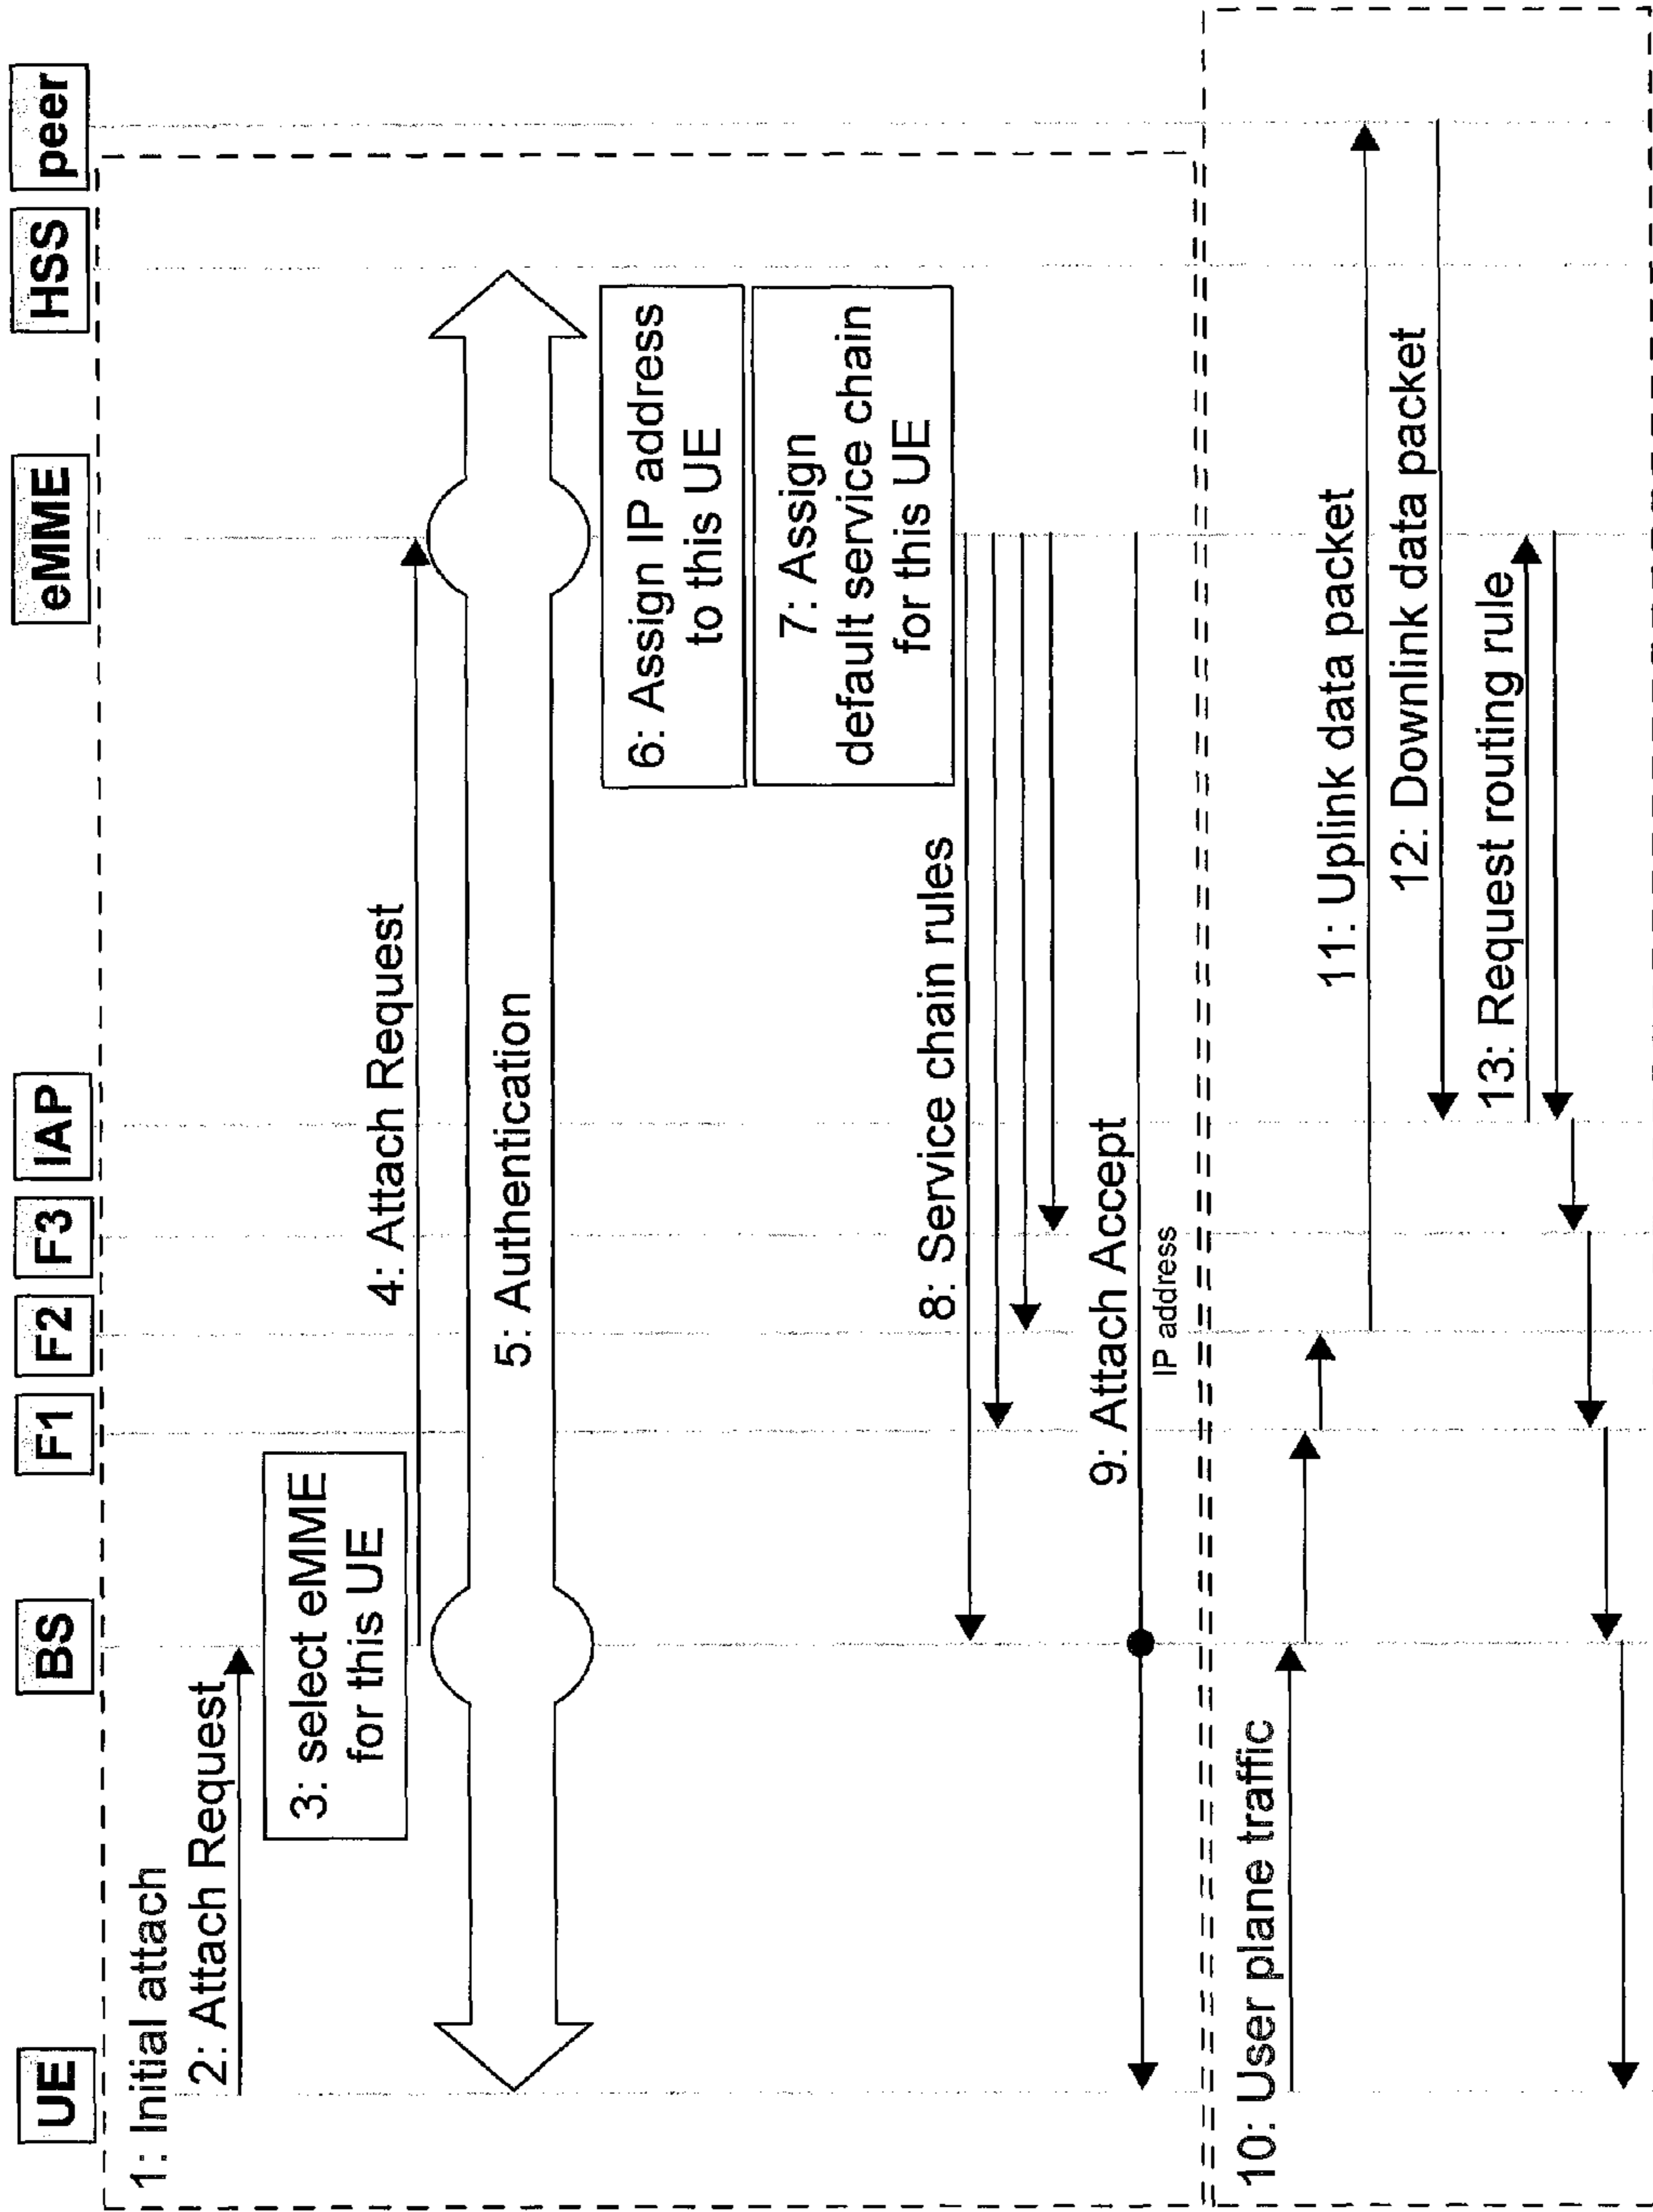 UE
BS
F1
F2
F3
IAP
eMME
HSS
peer
1: Initial attach
2: Attach Request
3: select eMME
for this UE
4: Attach Request
5: Authentication
6: Assign IP address
to this UE
7: Assign
default service chain
for this UE
8: Service chain rules
9: Attach Accept
IP address
10: User plane traffic
11: Uplink data packet
12: Downlink data packet
13: Request routing rule